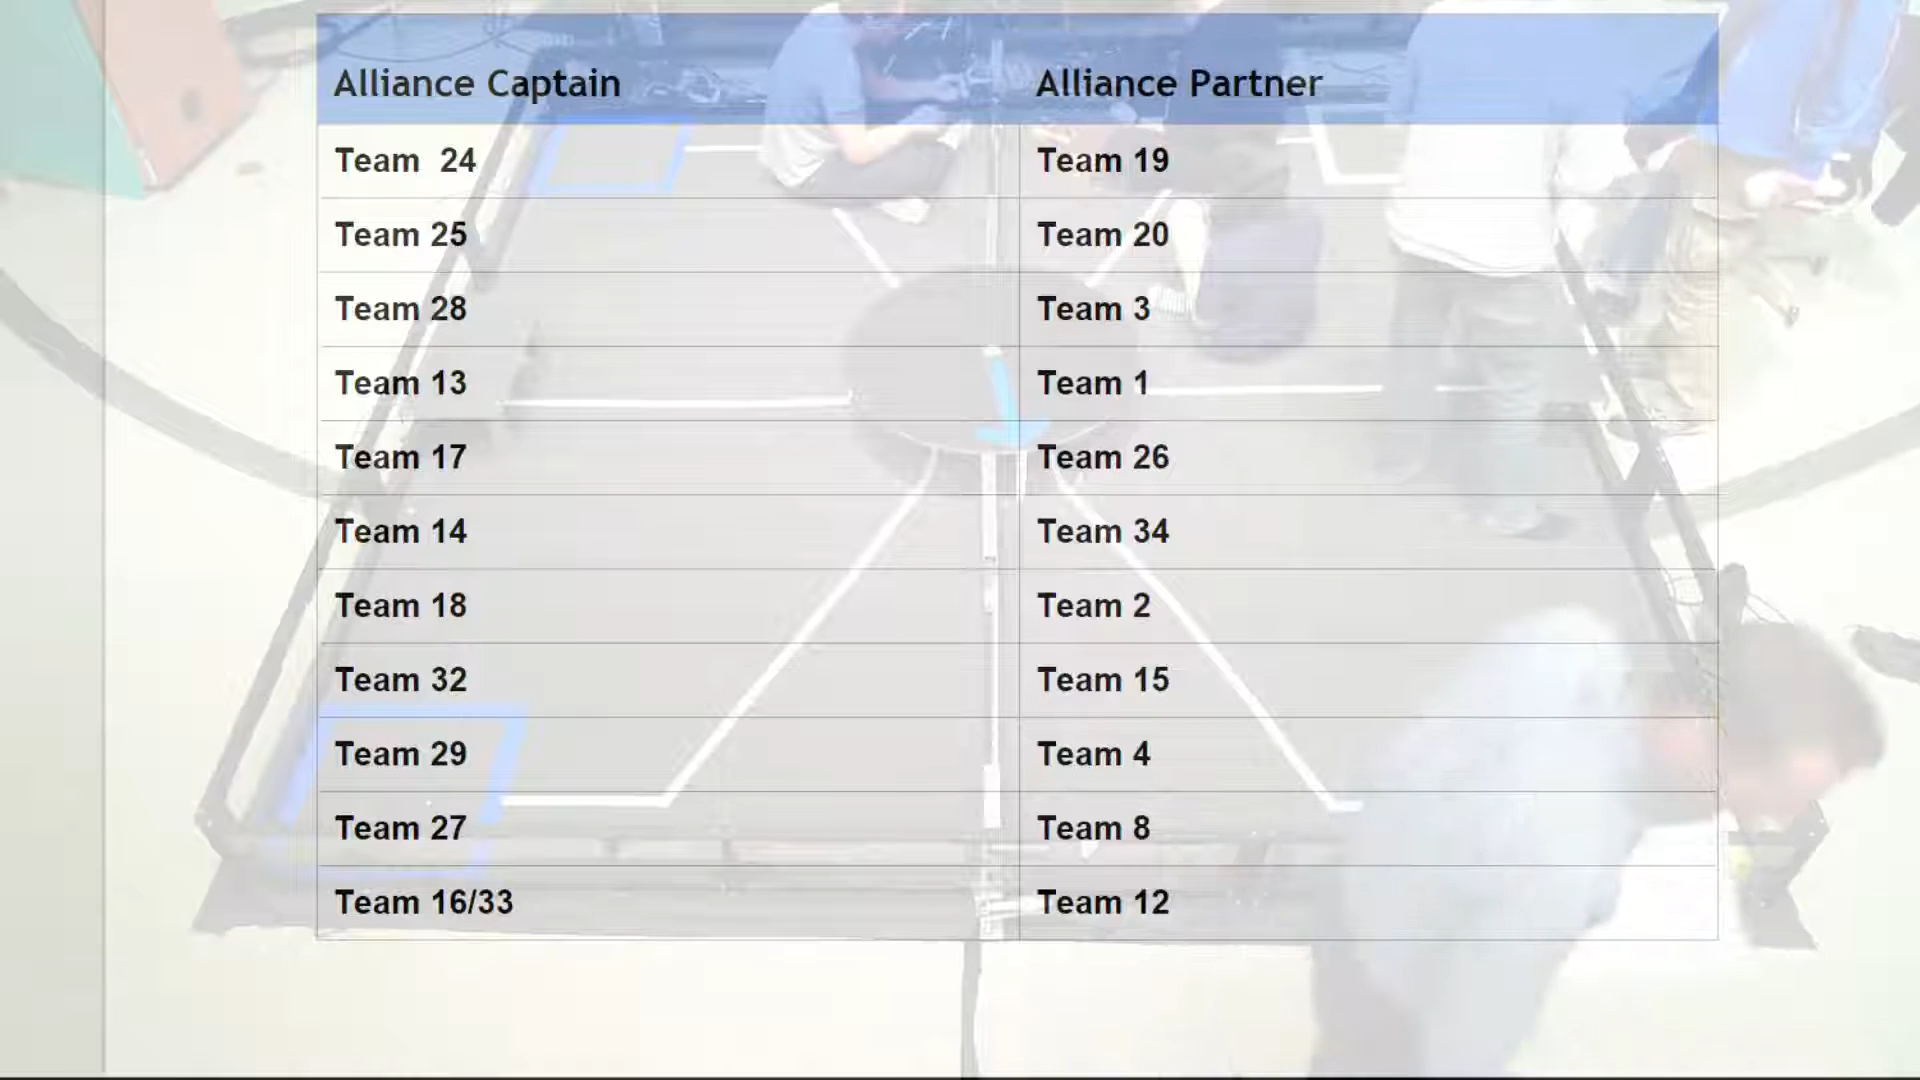 Alliance Captain Alliance Partner
Team 24 Team 19
Team 25 Team 20
Team 28 Team 3
Team 13 Team 1
Team 17 Team 26
Team 14 Team 34
Team 18 Team 2
Team 32 Team 15
Team 29 Team 4
Team 27 Team 8
Team 16/33 Team 12